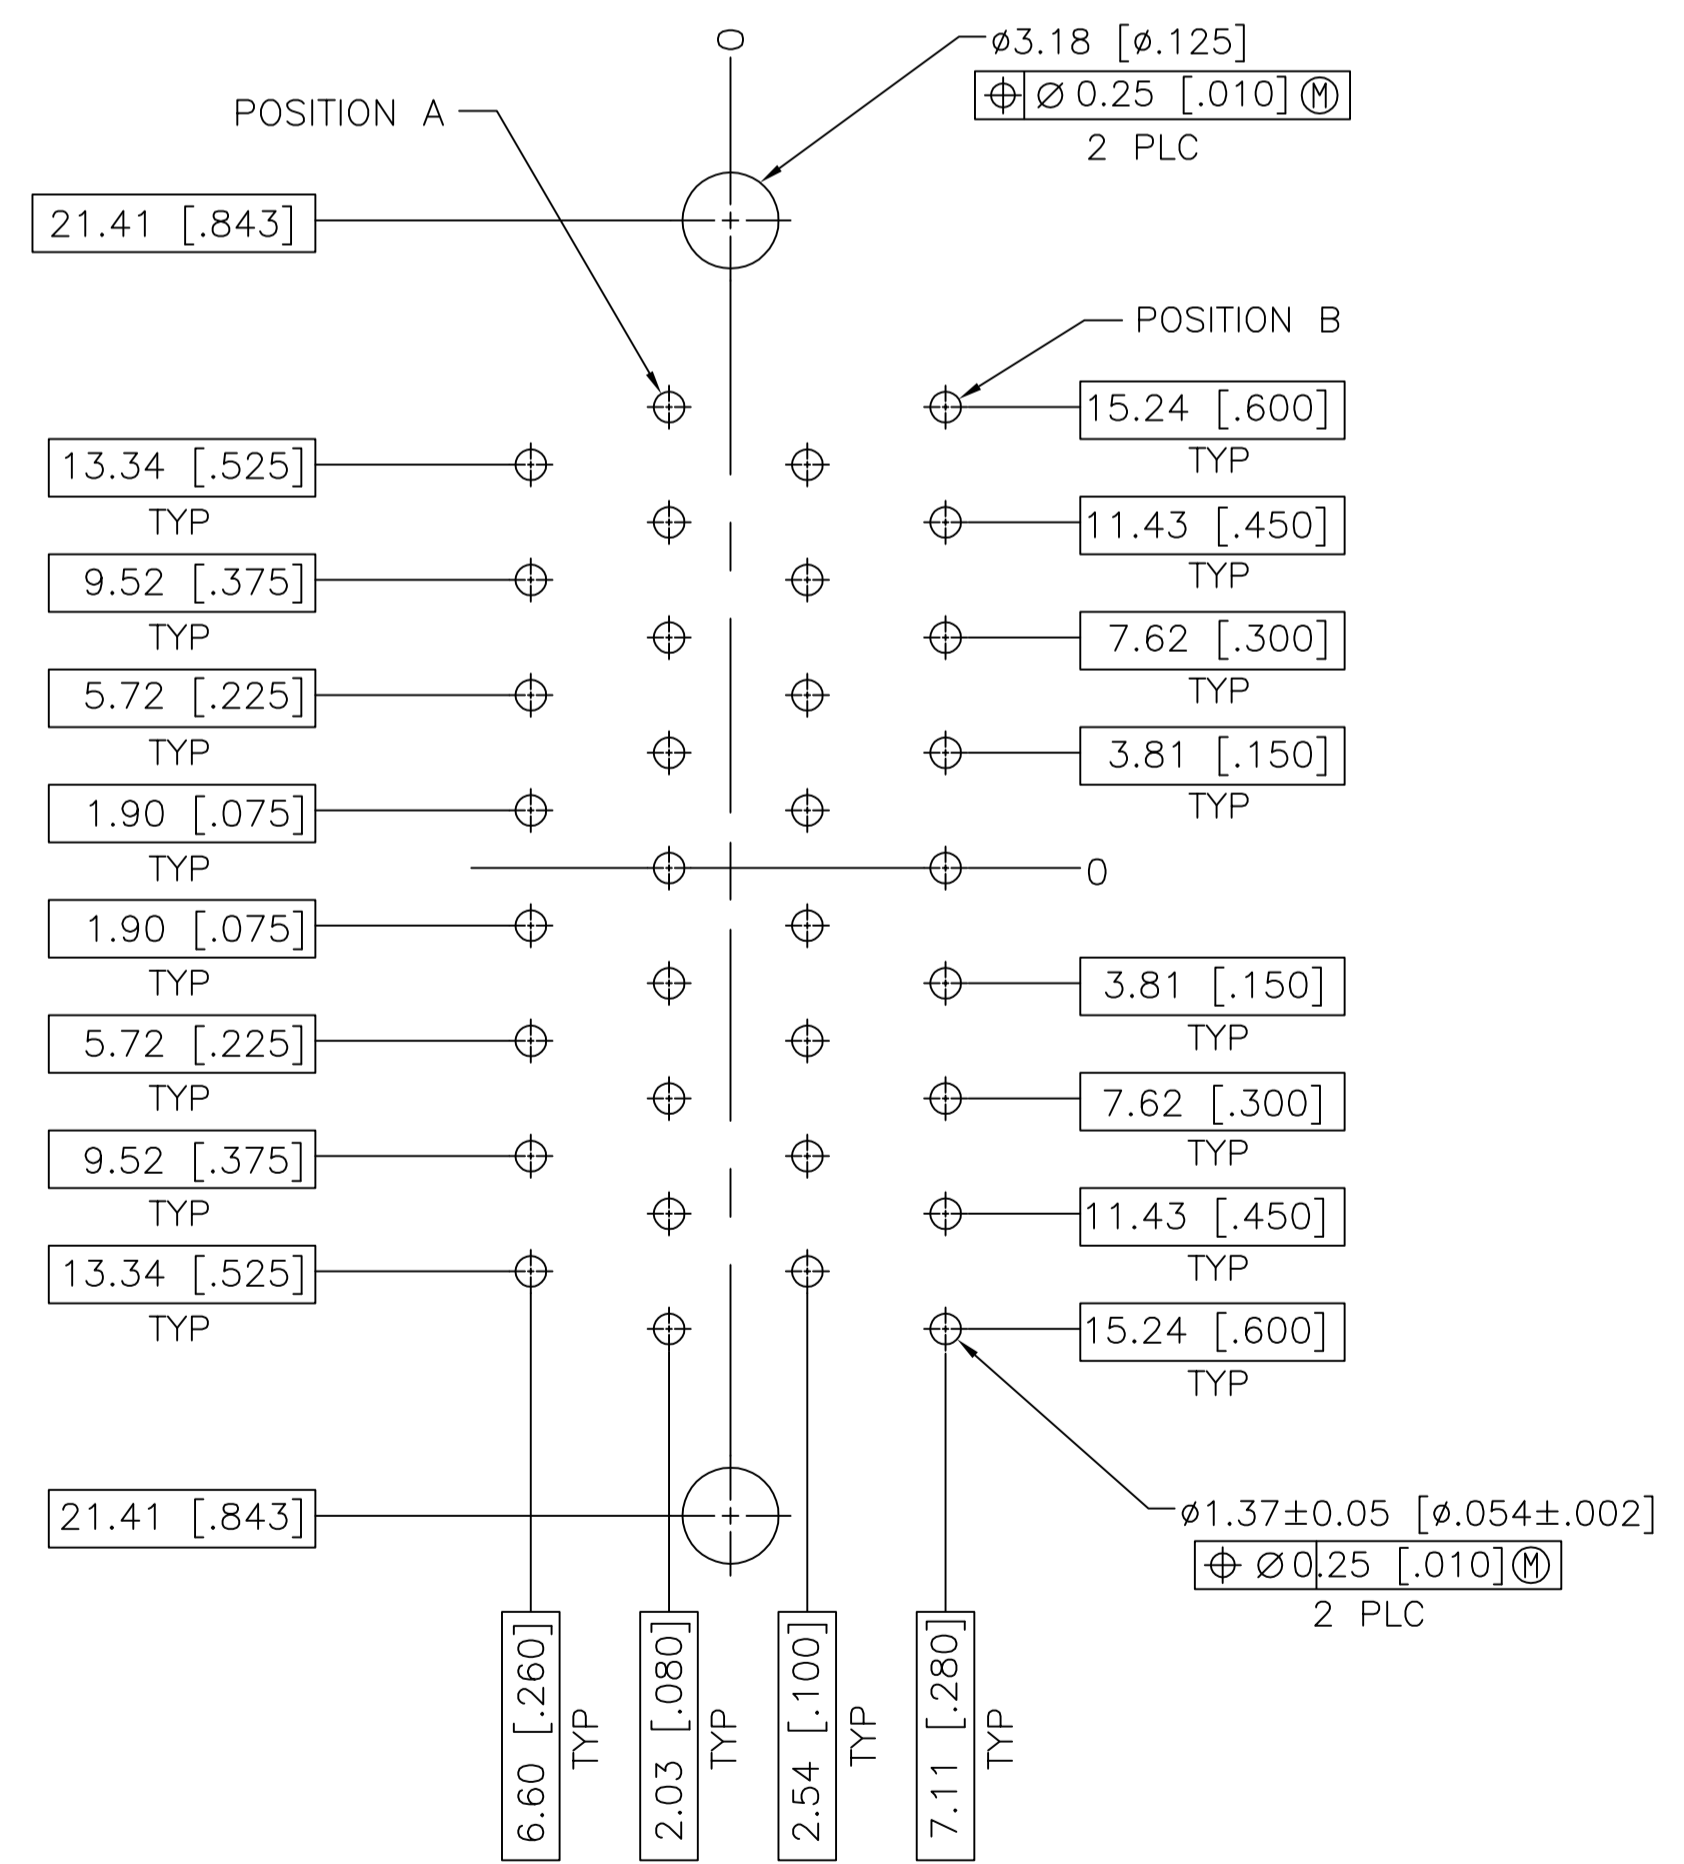 0
ø3.18 [ø.125]
⌖ ⌀ 0.25 [.010] Ⓜ
2 PLC
POSITION A
21.41 [.843]
POSITION B
15.24 [.600]
TYP
13.34 [.525]
TYP
11.43 [.450]
TYP
9.52 [.375]
TYP
7.62 [.300]
TYP
5.72 [.225]
TYP
3.81 [.150]
TYP
1.90 [.075]
TYP
0
1.90 [.075]
TYP
3.81 [.150]
TYP
5.72 [.225]
TYP
7.62 [.300]
TYP
9.52 [.375]
TYP
11.43 [.450]
TYP
13.34 [.525]
TYP
15.24 [.600]
TYP
21.41 [.843]
ø1.37±0.05 [ø.054±.002]
⌖ ⌀ 0.25 [.010] Ⓜ
2 PLC
6.60 [.260]
TYP
2.03 [.080]
TYP
2.54 [.100]
TYP
7.11 [.280]
TYP